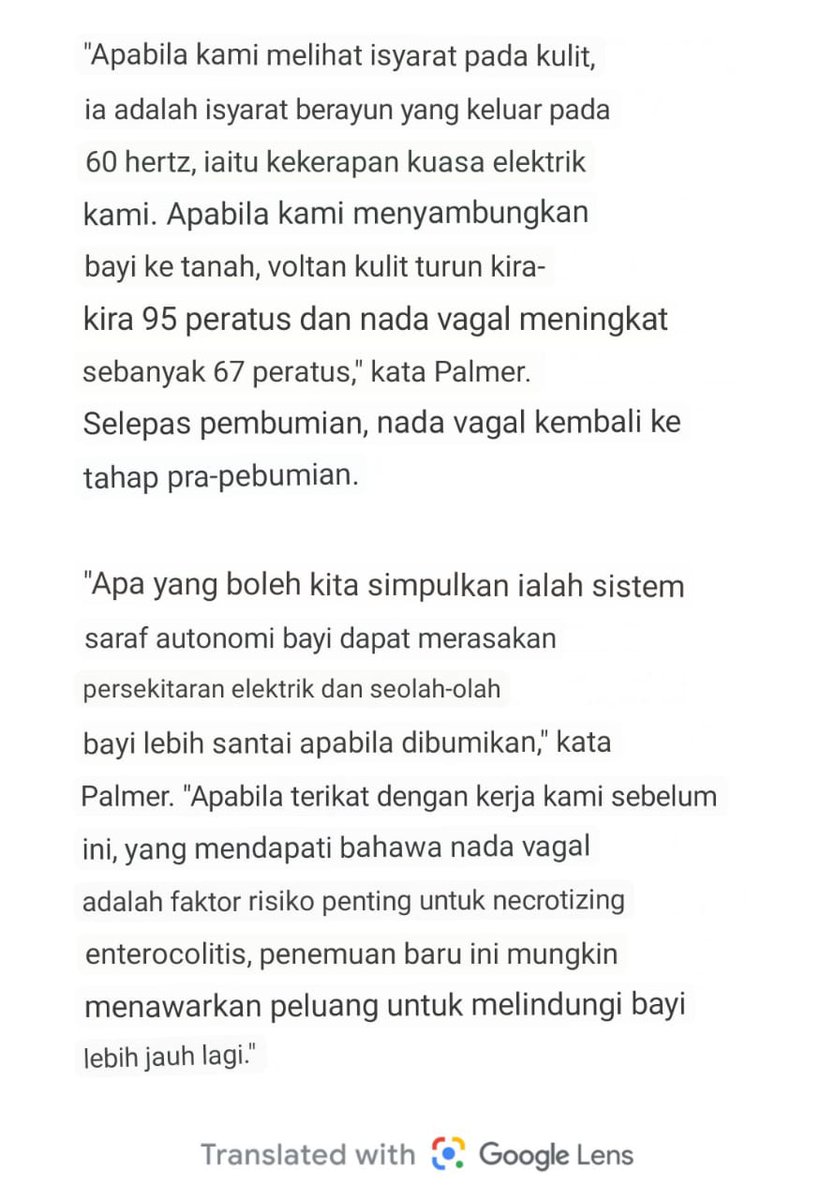 "Apabila kami melihat isyarat pada kulit,
ia adalah isyarat berayun yang keluar pada
60 hertz, iaitu kekerapan kuasa elektrik
kami. Apabila kami menyambungkan
bayi ke tanah, voltan kulit turun kira-
kira 95 peratus dan nada vagal meningkat
sebanyak 67 peratus," kata Palmer.
Selepas pembumian, nada vagal kembali ke
tahap pra-pebumian.
"Apa yang boleh kita simpulkan ialah sistem
saraf autonomi bayi dapat merasakan
persekitaran elektrik dan seolah-olah
bayi lebih santai apabila dibumikan," kata
Palmer. "Apabila terikat dengan kerja kami sebelum
ini, yang mendapati bahawa nada vagal
adalah faktor risiko penting untuk necrotizing
enterocolitis, penemuan baru ini mungkin
menawarkan peluang untuk melindungi bayi
lebih jauh lagi."
Translated with Google Lens